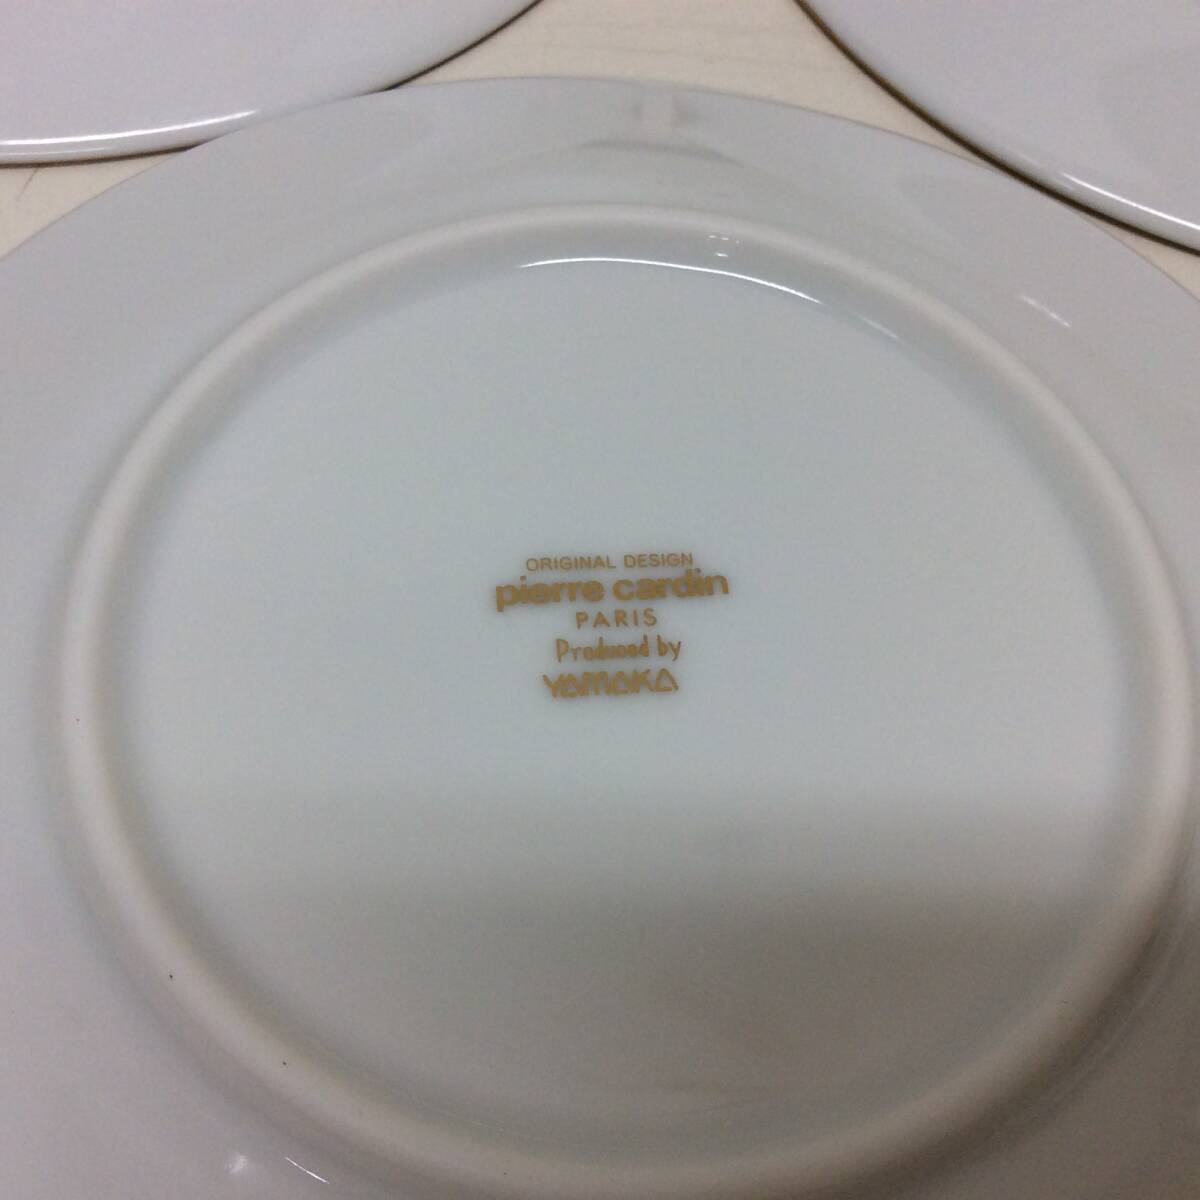 ORIGINAL DESIGN
pierre cardin
PARIS
Produced by
YAMAKA